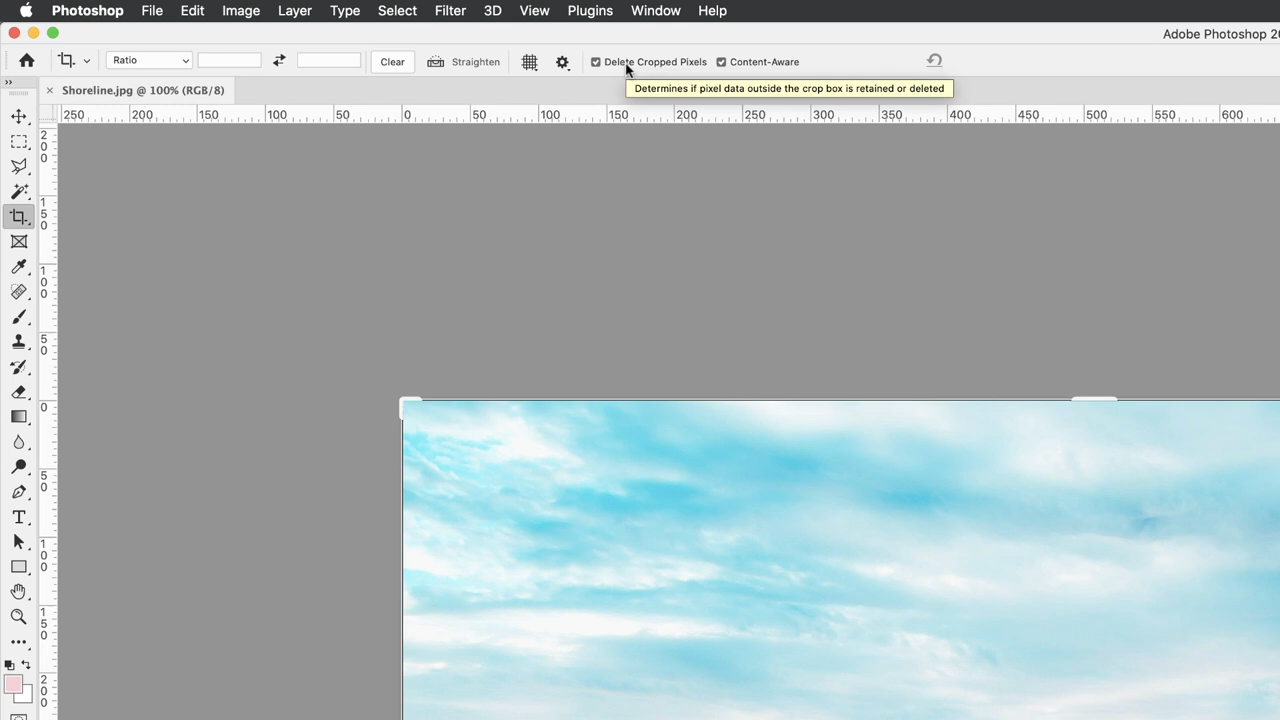 Photoshop File Edit Image Layer Type Select Filter 3D View Plugins Window Help
Adobe Photoshop 20
Ratio Clear Straighten Delete Cropped Pixels Content-Aware
Shoreline.jpg @ 100% (RGB/8)
Determines if pixel data outside the crop box is retained or deleted
250 200 150 100 50 0 50 100 150 200 250 300 350 400 450 500 550 600
200
150
100
50
0
50
100
150
200